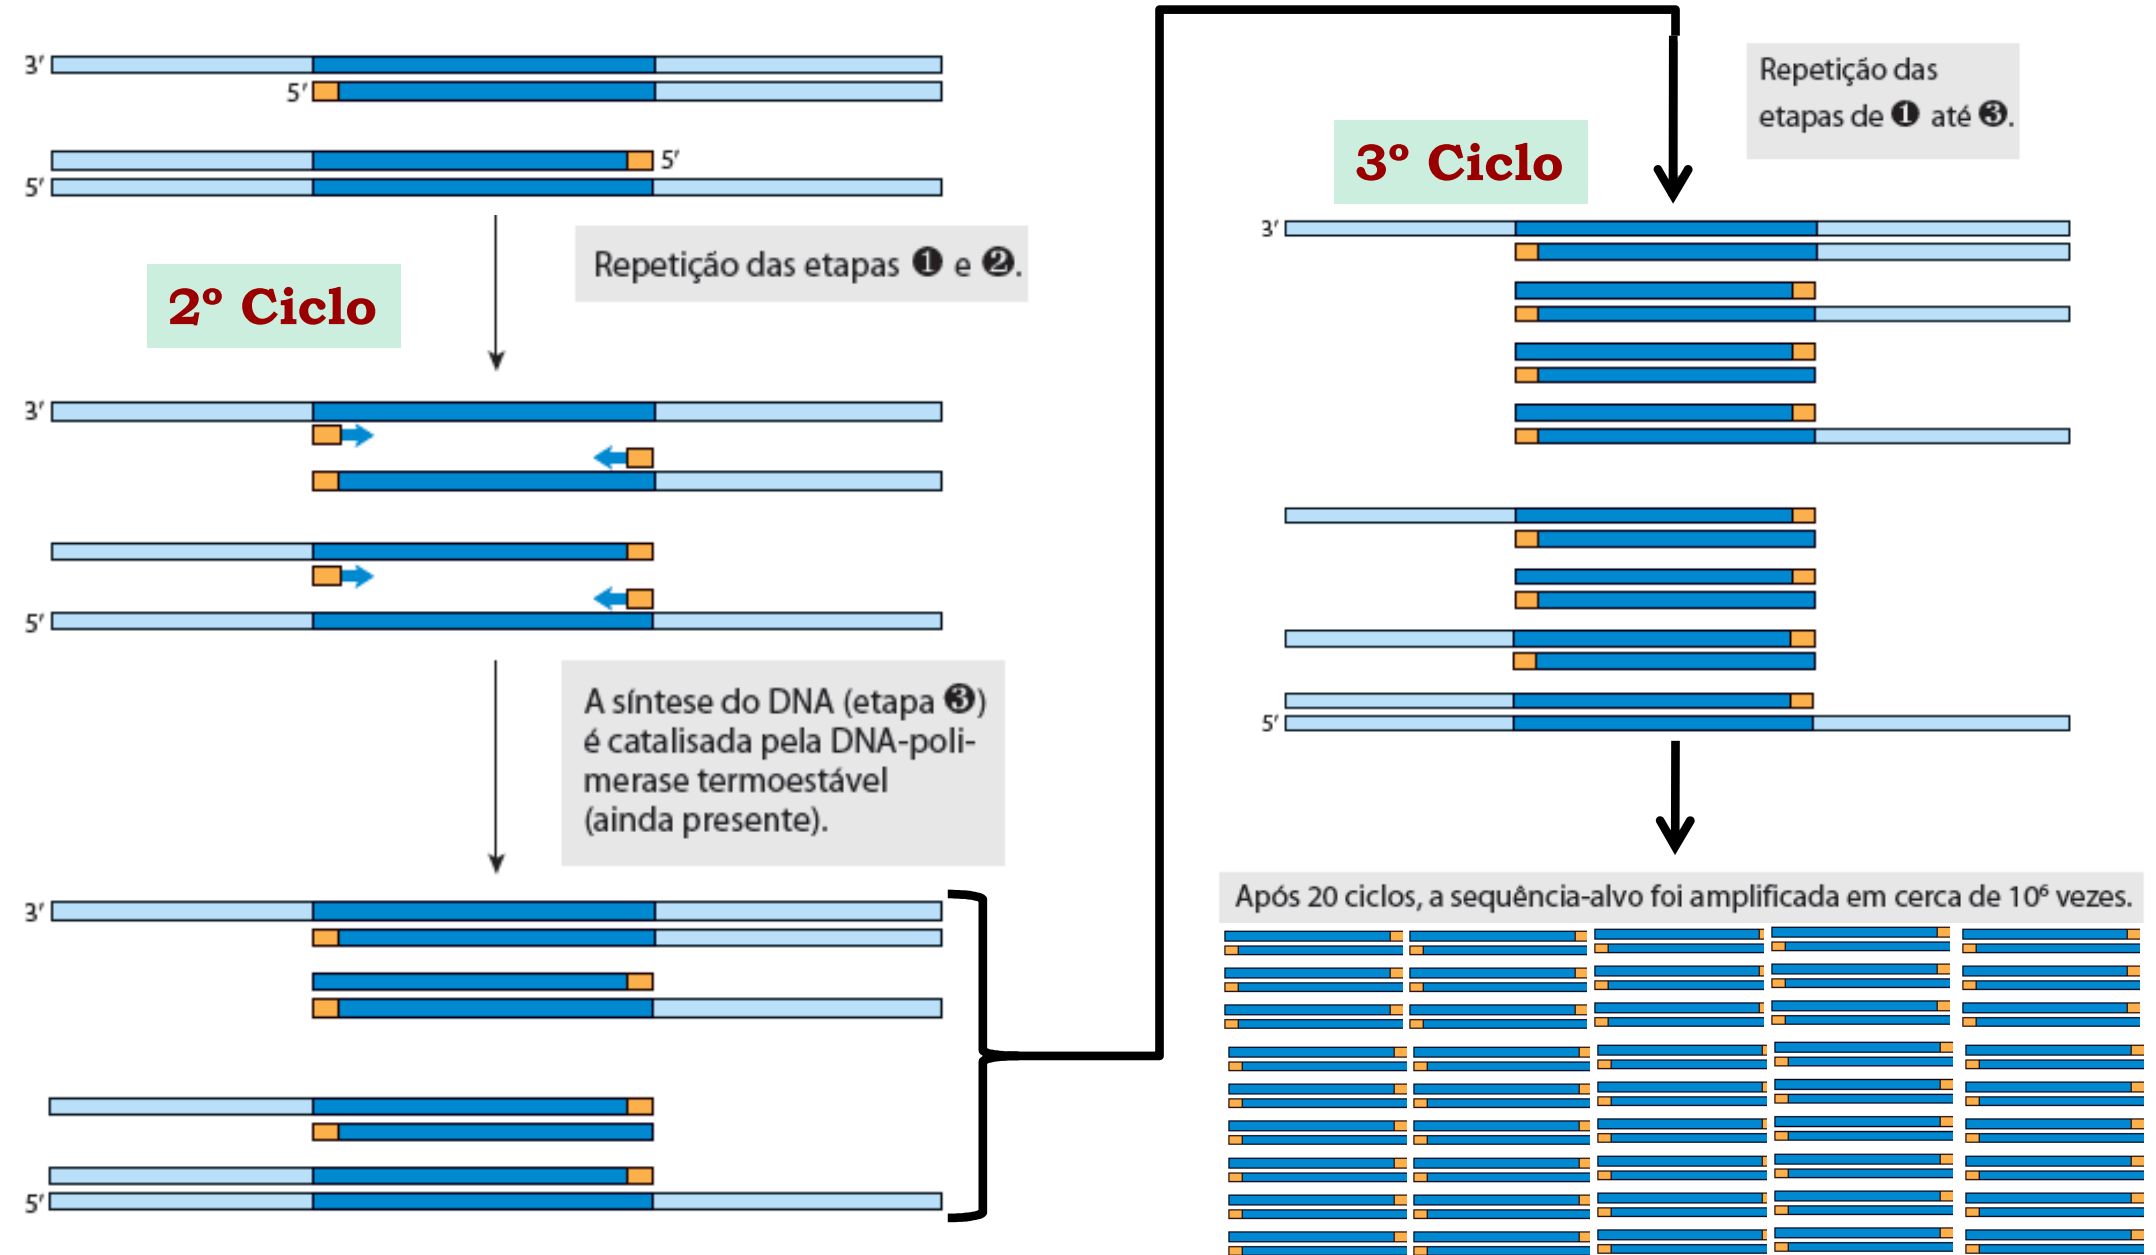 3′
5′
5′
5′
2º Ciclo
Repetição das etapas ❶ e ❷.
3′
5′
A síntese do DNA (etapa ❸)
é catalisada pela DNA-poli-
merase termoestável
(ainda presente).
3′
5′
Repetição das
etapas de ❶ até ❸.
3º Ciclo
3′
5′
Após 20 ciclos, a sequência-alvo foi amplificada em cerca de 10⁶ vezes.